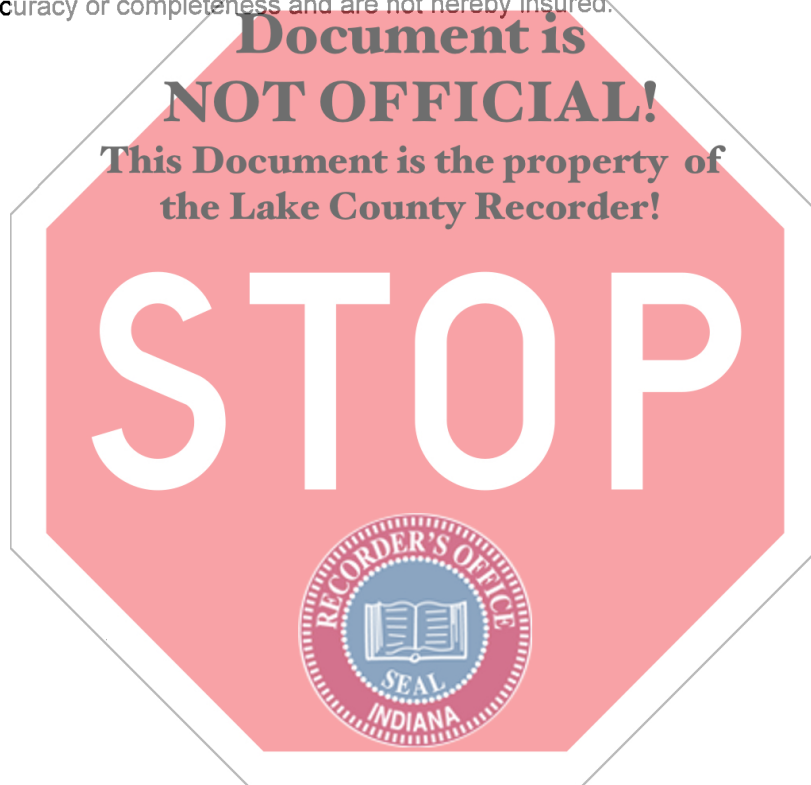 curacy or completeness and are not hereby insured.
Document is
NOT OFFICIAL!
This Document is the property of
the Lake County Recorder!
STOP
RECORDER'S OFFICE
SEAL
INDIANA